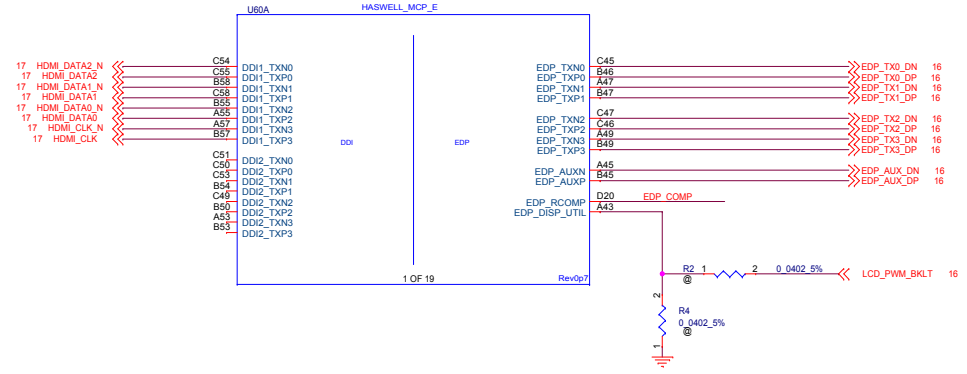 U60A
HASWELL_MCP_E
17 HDMI_DATA2_N C54 DDI1_TXN0 EDP_TXN0 C45 EDP_TX0_DN 16
17 HDMI_DATA2 C55 DDI1_TXP0 EDP_TXP0 B46 EDP_TX0_DP 16
17 HDMI_DATA1_N B58 DDI1_TXN1 EDP_TXN1 A47 EDP_TX1_DN 16
17 HDMI_DATA1 C58 DDI1_TXP1 EDP_TXP1 B47 EDP_TX1_DP 16
17 HDMI_DATA0_N B55 DDI1_TXN2
17 HDMI_DATA0 A55 DDI1_TXP2 EDP_TXN2 C47 EDP_TX2_DN 16
17 HDMI_CLK_N A57 DDI1_TXN3 EDP_TXP2 C46 EDP_TX2_DP 16
17 HDMI_CLK B57 DDI1_TXP3 EDP_TXN3 A49 EDP_TX3_DN 16
DDI EDP EDP_TXP3 B49 EDP_TX3_DP 16
C51 DDI2_TXN0
C50 DDI2_TXP0 EDP_AUXN A45 EDP_AUX_DN 16
C53 DDI2_TXN1 EDP_AUXP B45 EDP_AUX_DP 16
B54 DDI2_TXP1
C49 DDI2_TXN2 EDP_RCOMP D20 EDP_COMP
B50 DDI2_TXP2 EDP_DISP_UTIL A43
A53 DDI2_TXN3
B53 DDI2_TXP3
1 OF 19 Rev0p7
R2 1 2 0_0402_5% LCD_PWM_BKLT 16
@
2
R4
0_0402_5%
@
1